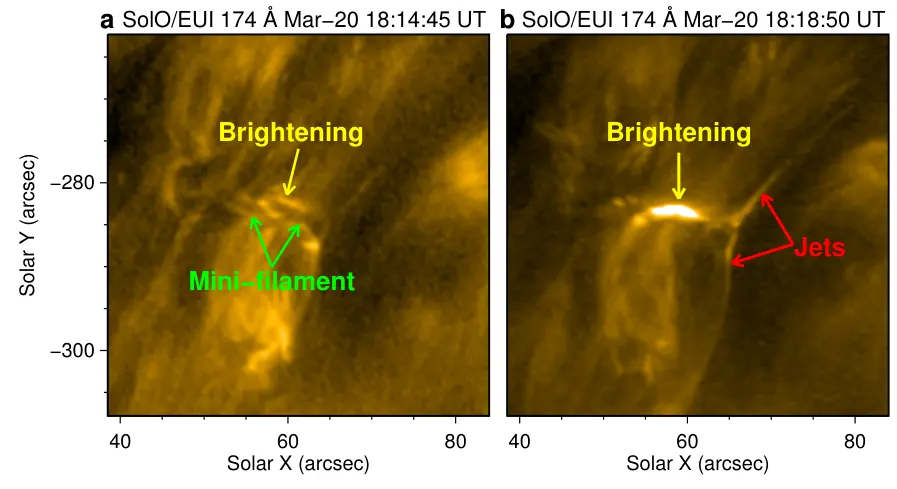 a SolO/EUI 174 Å Mar−20 18:14:45 UT
b SolO/EUI 174 Å Mar−20 18:18:50 UT
Brightening
Mini−filament
Brightening
Jets
Solar Y (arcsec)
−280
−300
40 60 80
40 60 80
Solar X (arcsec)
Solar X (arcsec)